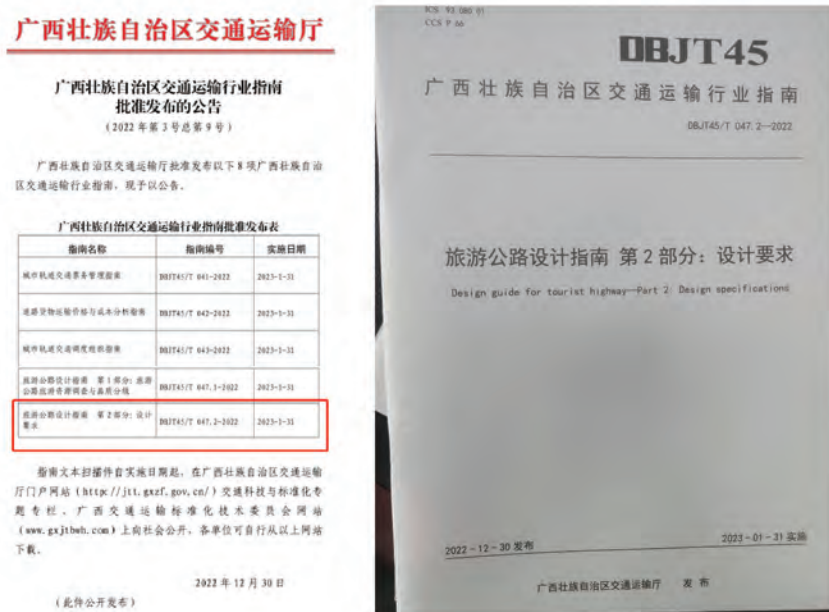 广西壮族自治区交通运输厅
广西壮族自治区交通运输行业指南
批准发布的公告
(2022年第3号总第9号)
广西壮族自治区交通运输厅批准发布以下8项广西壮族自治
区交通运输行业指南,现予以公告。
广西壮族自治区交通运输行业指南批准发布表
指南名称 指南编号 实施日期
城市轨道交通票务管理指南 DBJT45/T 041-2022 2023-1-31
道路货物运输价格与成本分析指南 DBJT45/T 042-2022 2023-1-31
城市轨道交通调度组织指南 DBJT45/T 043-2022 2023-1-31
旅游公路设计指南 第1部分:旅游
公路旅游资源调查与品质分级 DBJT45/T 047.1-2022 2023-1-31
旅游公路设计指南 第2部分:设计
要求 DBJT45/T 047.2-2022 2023-1-31
指南文本扫描件自实施日期起,在广西壮族自治区交通运输
厅门户网站(http://jtt.gxzf.gov.cn/)交通科技与标准化专
题专栏、广西交通运输标准化技术委员会网站
(www.gxjtbwh.com)上向社会公开,各单位可自行从以上网站
下载。
2022年12月30日
(此件公开发布)
ICS 93.080.01
CCS P 66
DBJT45
广西壮族自治区交通运输行业指南
DBJT45/T 047.2—2022
旅游公路设计指南 第2部分:设计要求
Design guide for tourist highway—Part 2: Design specifications
2022-12-30 发布
2023-01-31 实施
广西壮族自治区交通运输厅 发布